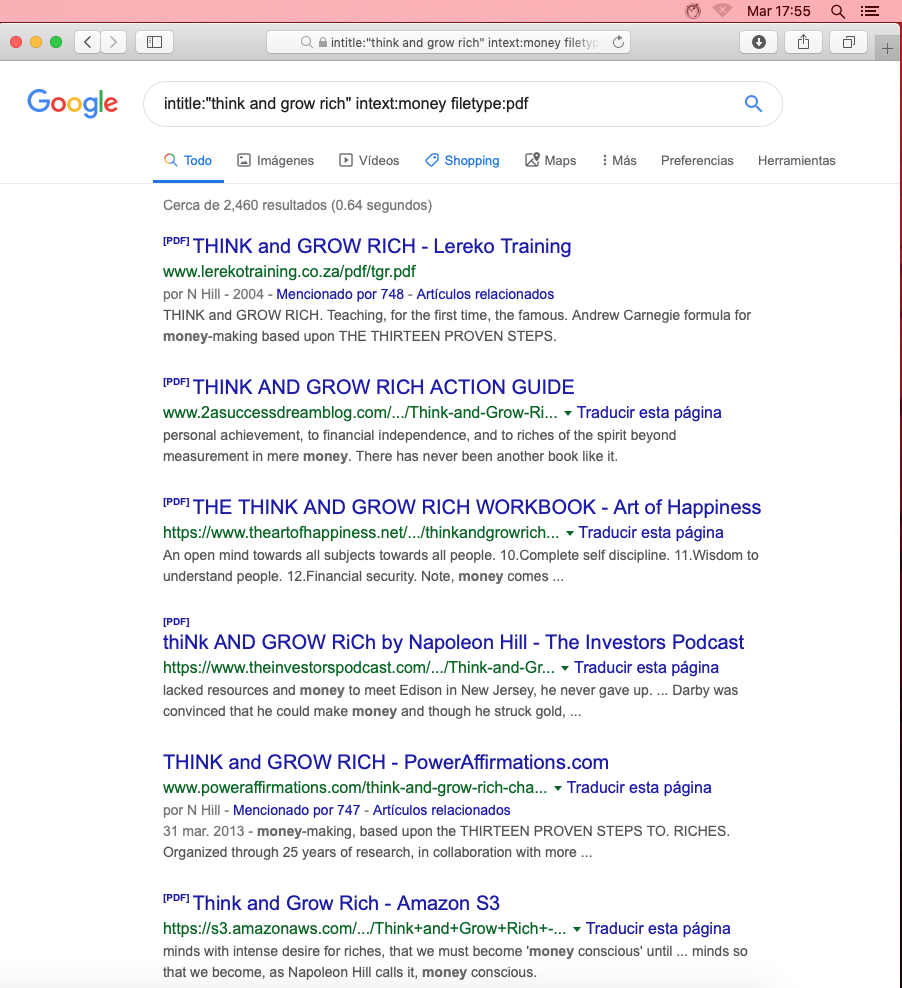 Mar 17:55
intitle:"think and grow rich" intext:money filetyp
Google
intitle:"think and grow rich" intext:money filetype:pdf
Todo Imágenes Vídeos Shopping Maps Más Preferencias Herramientas
Cerca de 2,460 resultados (0.64 segundos)
[PDF] THINK and GROW RICH - Lereko Training
www.lerekotraining.co.za/pdf/tgr.pdf
por N Hill - 2004 - Mencionado por 748 - Artículos relacionados
THINK and GROW RICH. Teaching, for the first time, the famous. Andrew Carnegie formula for
money-making based upon THE THIRTEEN PROVEN STEPS.
[PDF] THINK AND GROW RICH ACTION GUIDE
www.2asuccessdreamblog.com/.../Think-and-Grow-Ri... Traducir esta página
personal achievement, to financial independence, and to riches of the spirit beyond
measurement in mere money. There has never been another book like it.
[PDF] THE THINK AND GROW RICH WORKBOOK - Art of Happiness
https://www.theartofhappiness.net/.../thinkandgrowrich... Traducir esta página
An open mind towards all subjects towards all people. 10.Complete self discipline. 11.Wisdom to
understand people. 12.Financial security. Note, money comes ...
[PDF]
thiNk AND GROW RiCh by Napoleon Hill - The Investors Podcast
https://www.theinvestorspodcast.com/.../Think-and-Gr... Traducir esta página
lacked resources and money to meet Edison in New Jersey, he never gave up. ... Darby was
convinced that he could make money and though he struck gold, ...
THINK and GROW RICH - PowerAffirmations.com
www.poweraffirmations.com/think-and-grow-rich-cha... Traducir esta página
por N Hill - Mencionado por 747 - Artículos relacionados
31 mar. 2013 - money-making, based upon the THIRTEEN PROVEN STEPS TO. RICHES.
Organized through 25 years of research, in collaboration with more ...
[PDF] Think and Grow Rich - Amazon S3
https://s3.amazonaws.com/.../Think+and+Grow+Rich+-... Traducir esta página
minds with intense desire for riches, that we must become 'money conscious' until ... minds so
that we become, as Napoleon Hill calls it, money conscious.